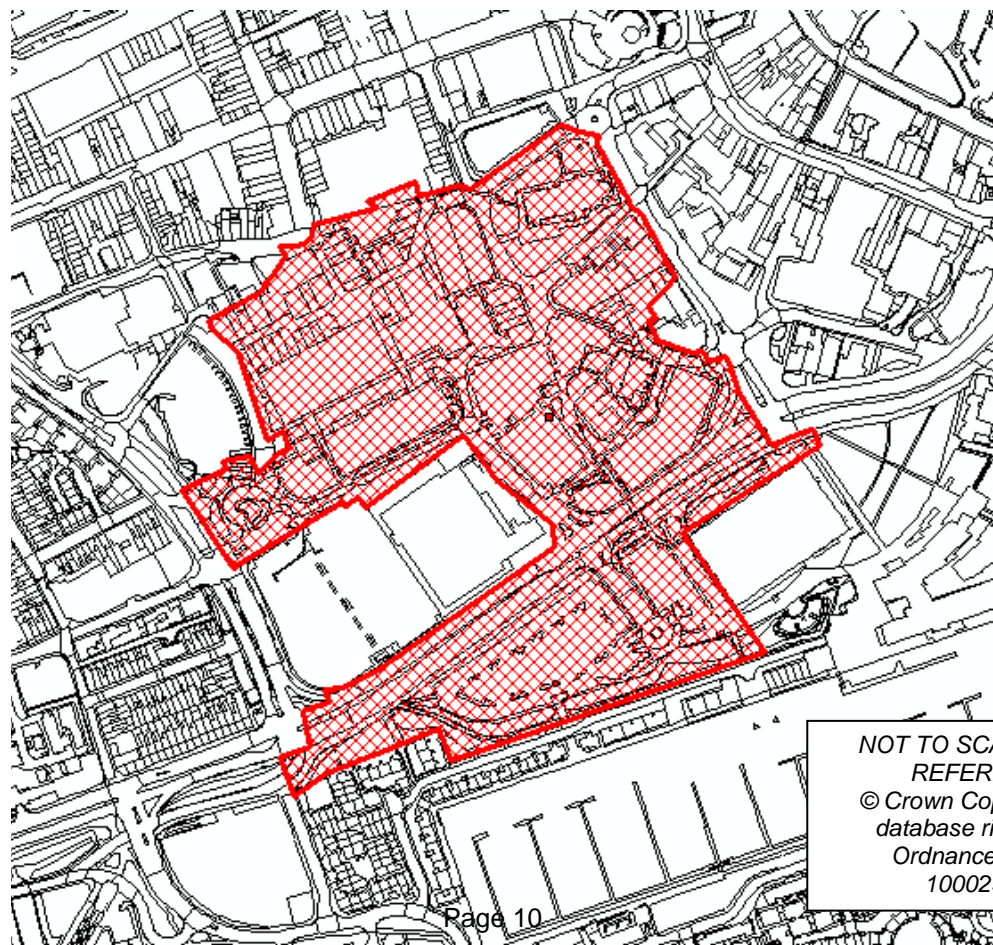 NOT TO SCA
REFER
© Crown Cop
database ri
Ordnance
10002
Page 10